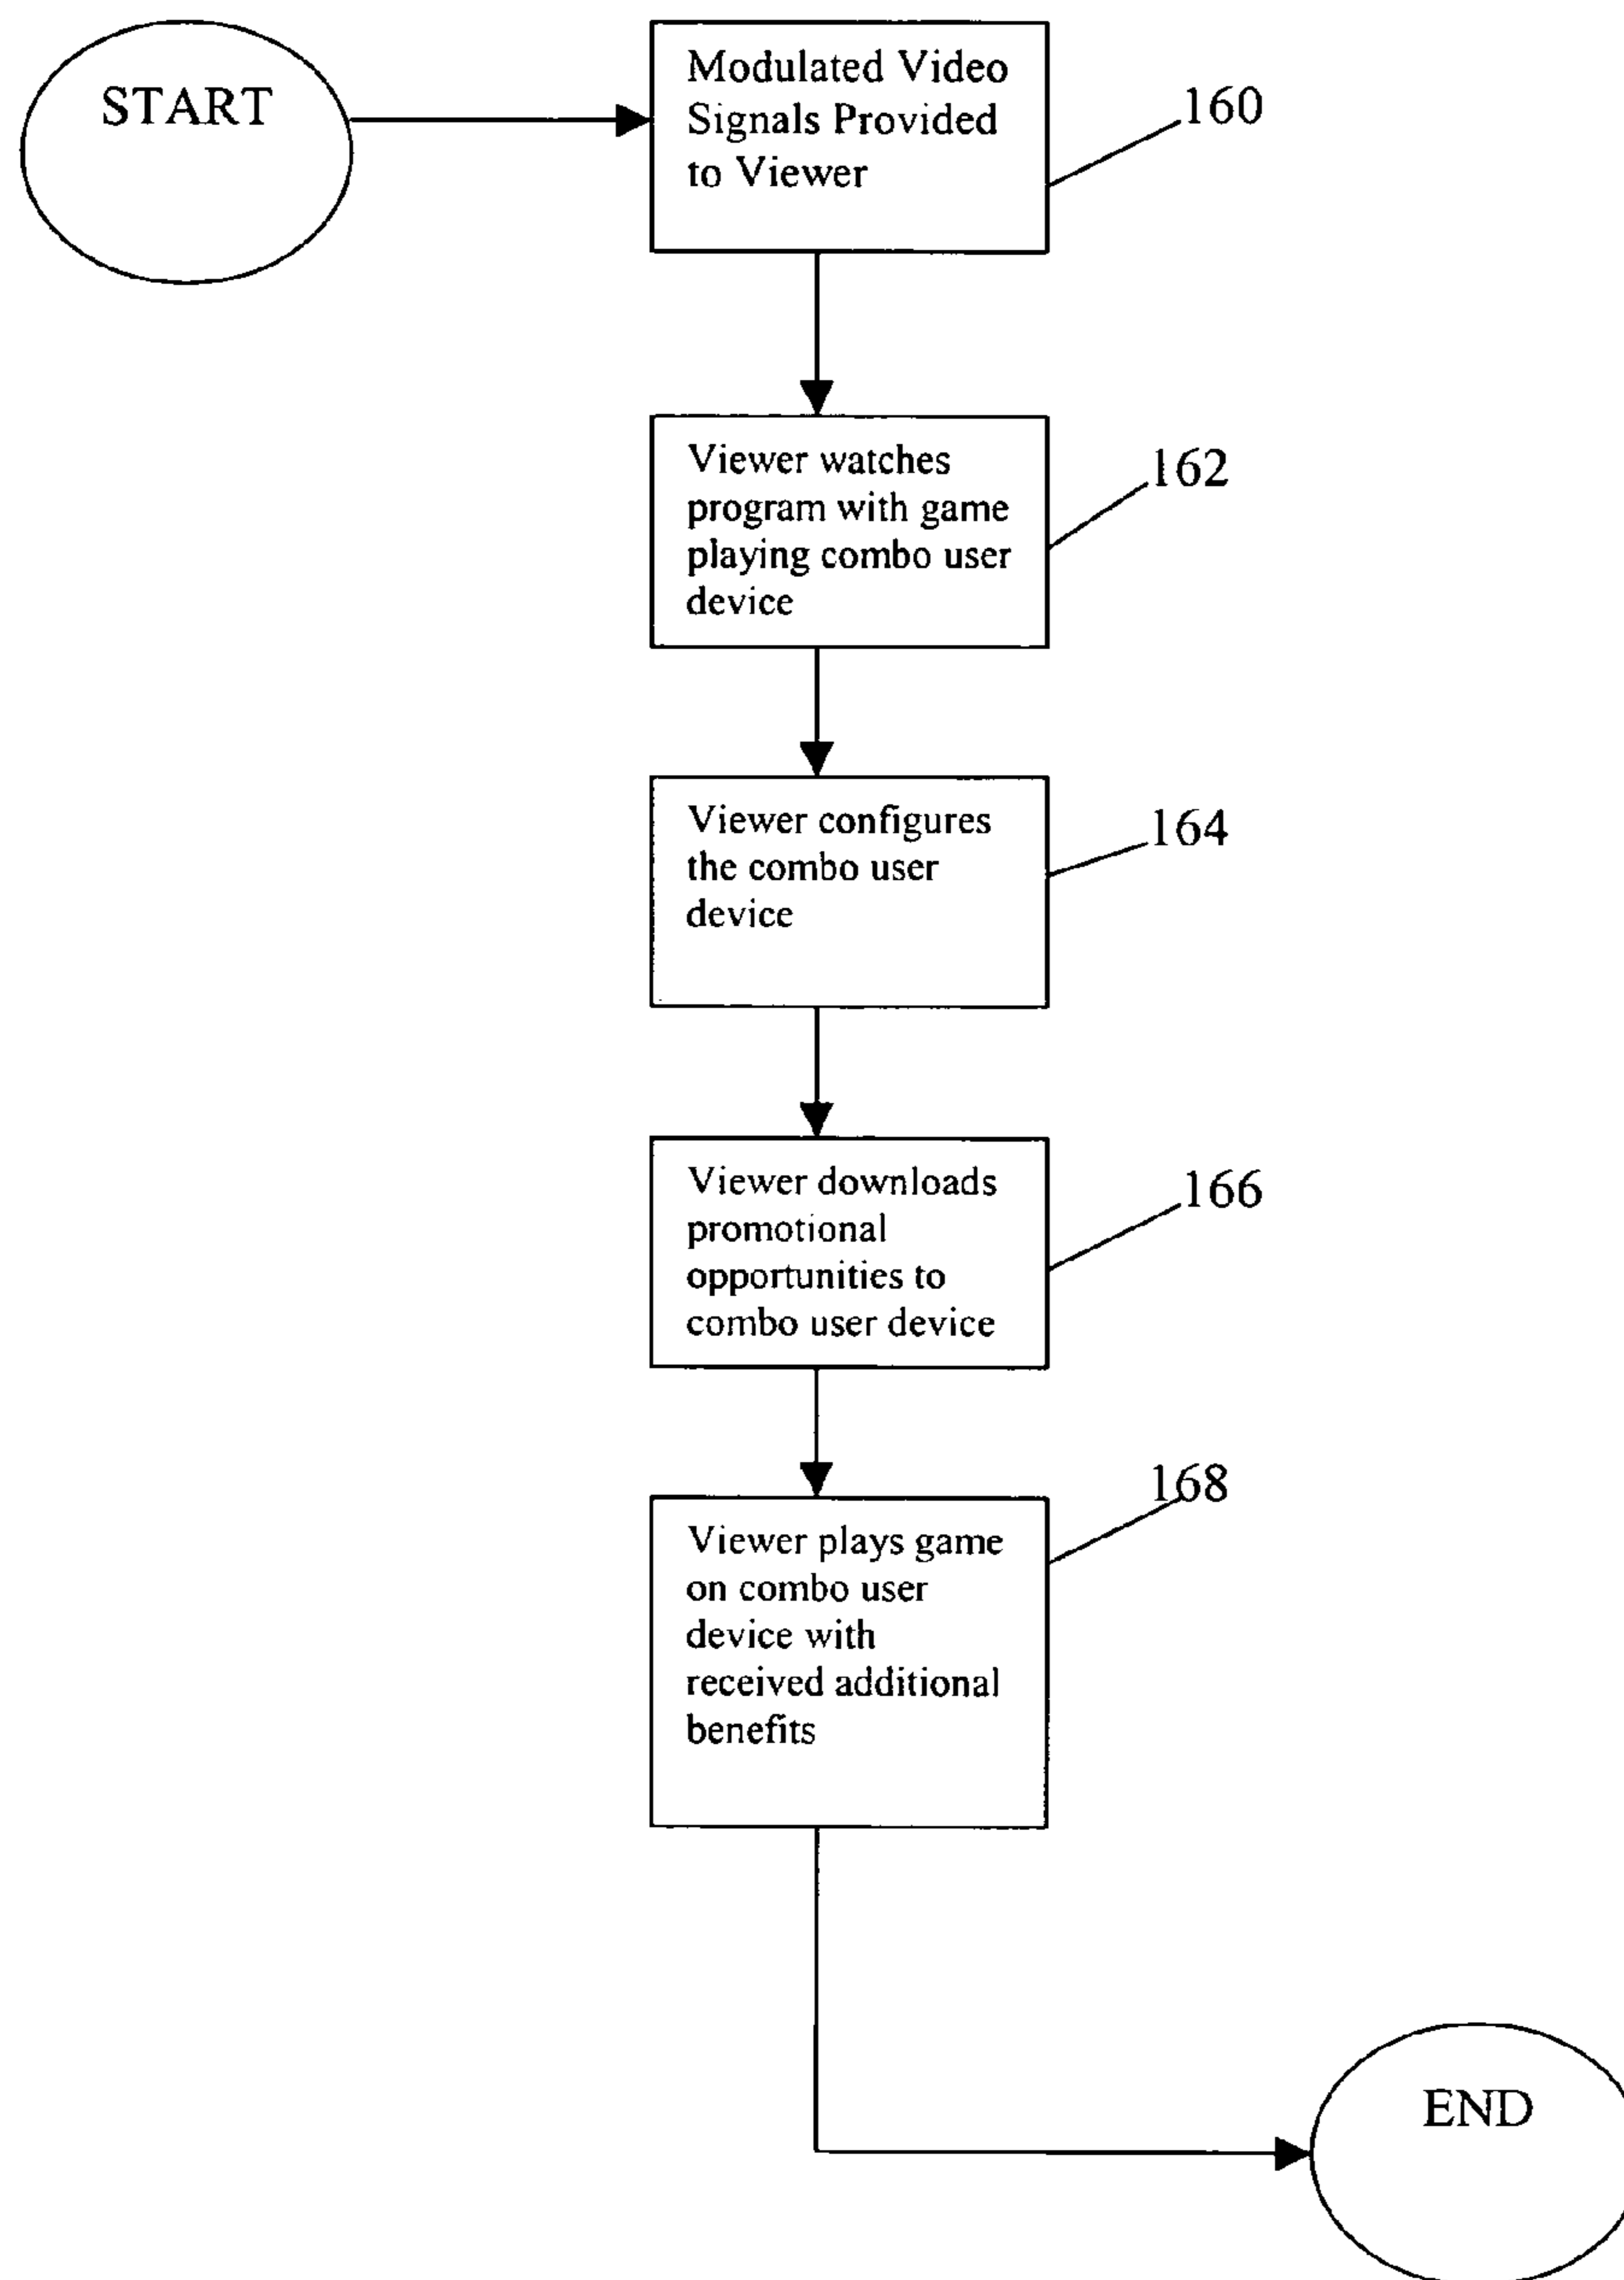 START
Modulated Video
Signals Provided
to Viewer
160
Viewer watches
program with game
playing combo user
device
162
Viewer configures
the combo user
device
164
Viewer downloads
promotional
opportunities to
combo user device
166
Viewer plays game
on combo user
device with
received additional
benefits
168
END